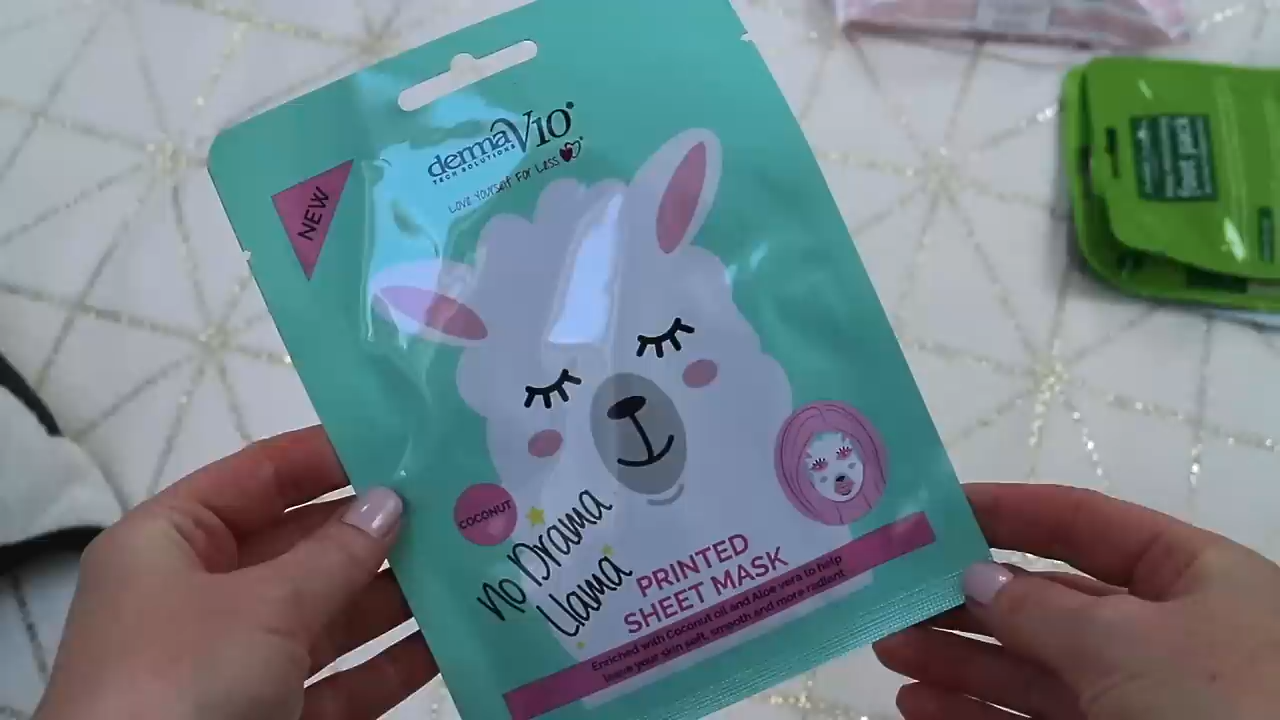 dermaV10®
TECH SOLUTIONS
Love Yourself For Less
NEW
COCONUT
No Drama
Llama
PRINTED
SHEET MASK
Enriched with Coconut oil and Aloe vera to help
leave your skin soft, smooth and more radiant